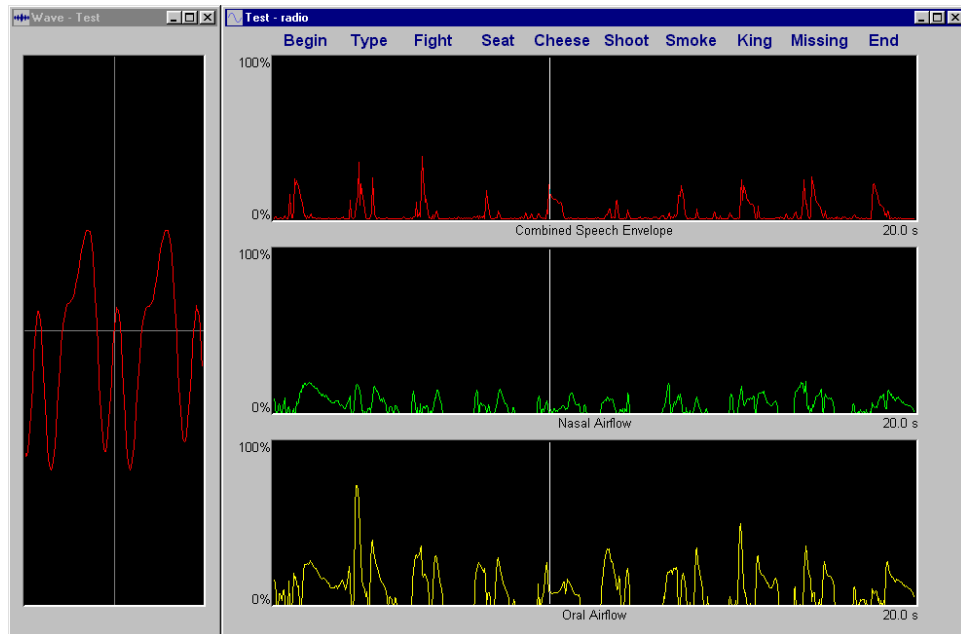 Wave - Test
Test - radio
Begin Type Fight Seat Cheese Shoot Smoke King Missing End
100%
0%
Combined Speech Envelope 20.0 s
100%
0%
Nasal Airflow 20.0 s
100%
0%
Oral Airflow 20.0 s